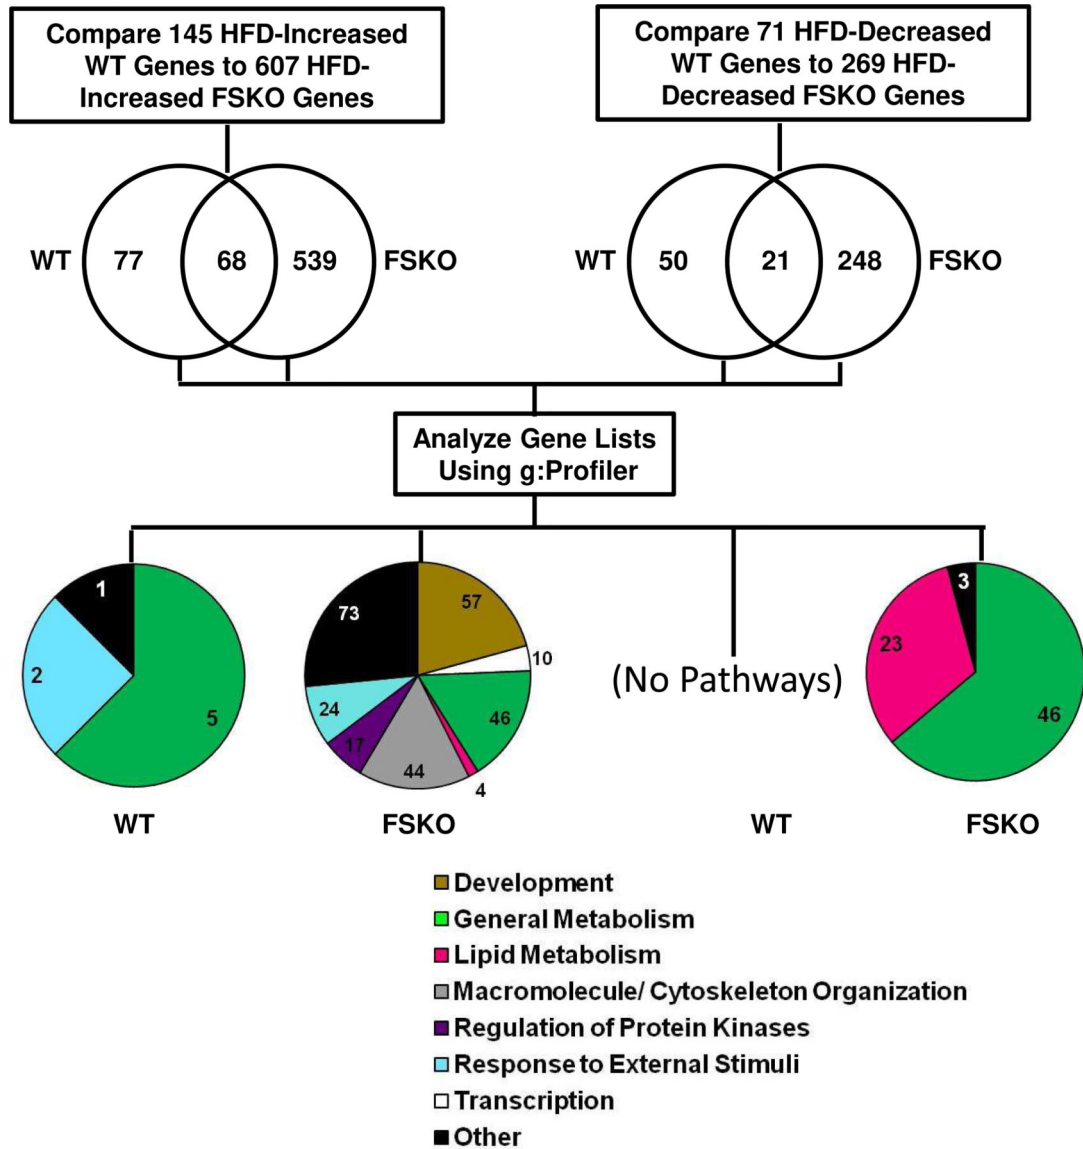 Compare 145 HFD-Increased
WT Genes to 607 HFD-
Increased FSKO Genes
Compare 71 HFD-Decreased
WT Genes to 269 HFD-
Decreased FSKO Genes
WT 77 68 539 FSKO
WT 50 21 248 FSKO
Analyze Gene Lists
Using g:Profiler
1
2
5
WT
73
57
10
24
46
17
44
4
FSKO
(No Pathways)
WT
3
23
46
FSKO
Development
General Metabolism
Lipid Metabolism
Macromolecule/ Cytoskeleton Organization
Regulation of Protein Kinases
Response to External Stimuli
Transcription
Other